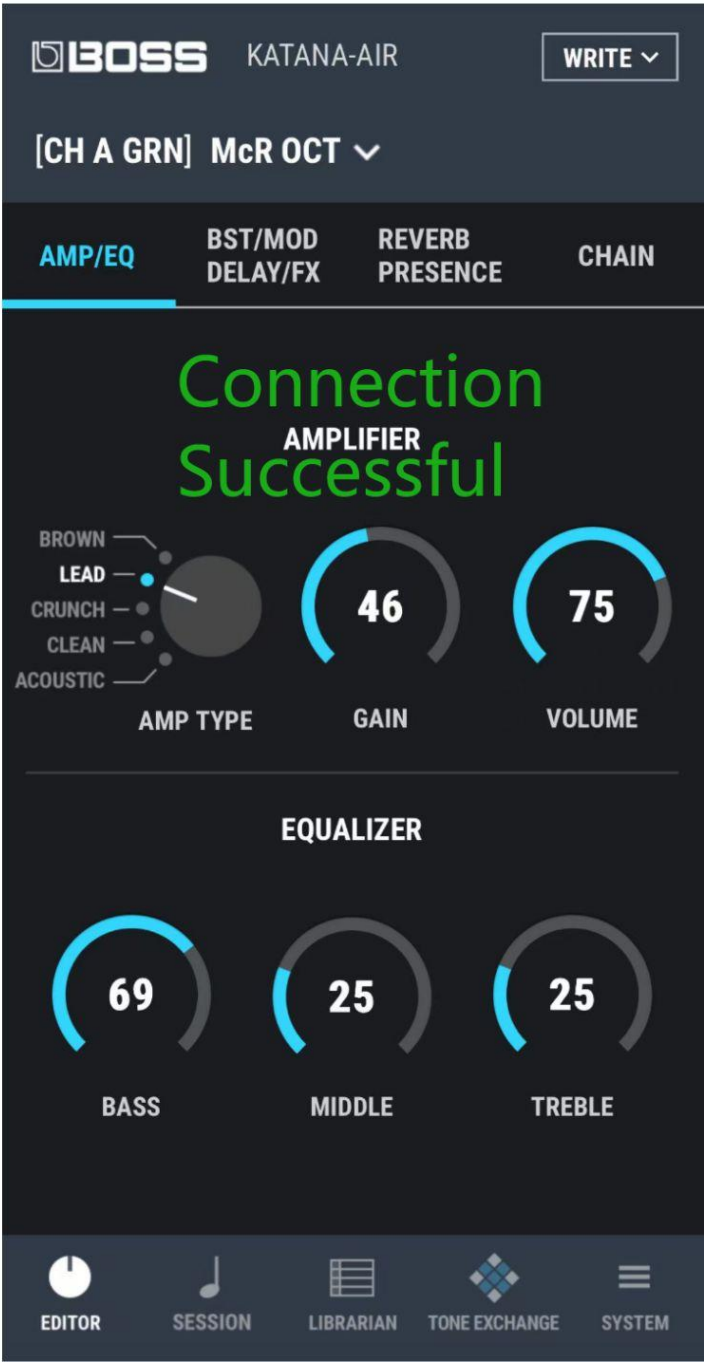 BOSS KATANA-AIR WRITE
[CH A GRN] McR OCT
AMP/EQ
BST/MOD
DELAY/FX
REVERB
PRESENCE
CHAIN
Connection
AMPLIFIER
Successful
BROWN
LEAD
CRUNCH
CLEAN
ACOUSTIC
46
75
AMP TYPE GAIN VOLUME
EQUALIZER
69 25 25
BASS MIDDLE TREBLE
EDITOR SESSION LIBRARIAN TONE EXCHANGE SYSTEM